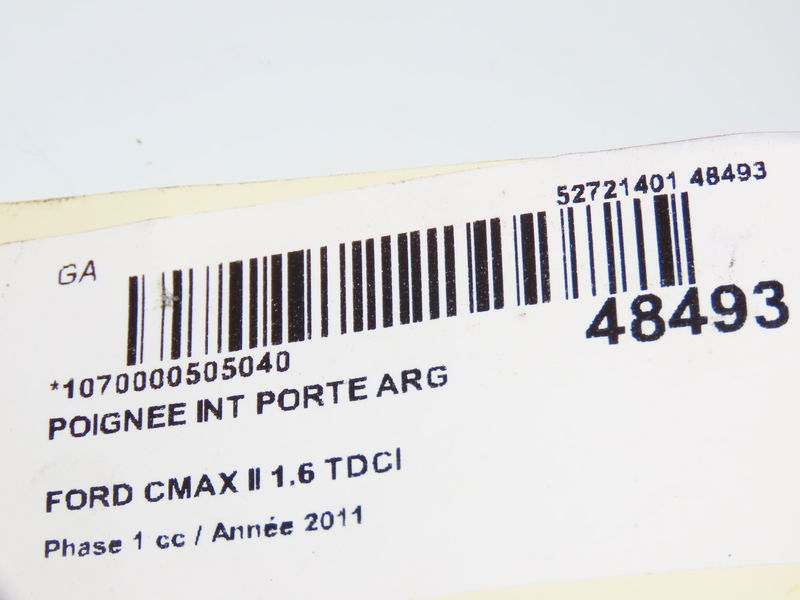 52721401 48493
GA
48493
*1070000505040
POIGNEE INT PORTE ARG
FORD CMAX II 1.6 TDCI
Phase 1 cc / Année 2011